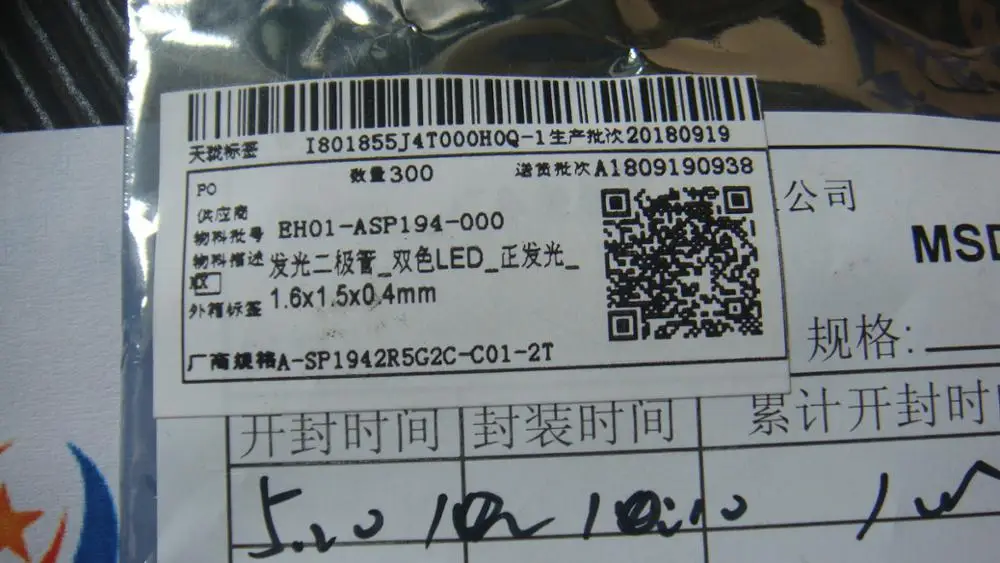 天珑标签 I801855J4T000H0Q-1生产批次20180919
PO 数量300 送货批次A1809190938
供应商
物料批号 EH01-ASP194-000
物料描述 发光二极管_双色LED_正发光_
1.6x1.5x0.4mm
外箱标签
厂商规格A-SP1942R5G2C-C01-2T
公司
MSD
规格:
开封时间 封装时间 累计开封时
5.20